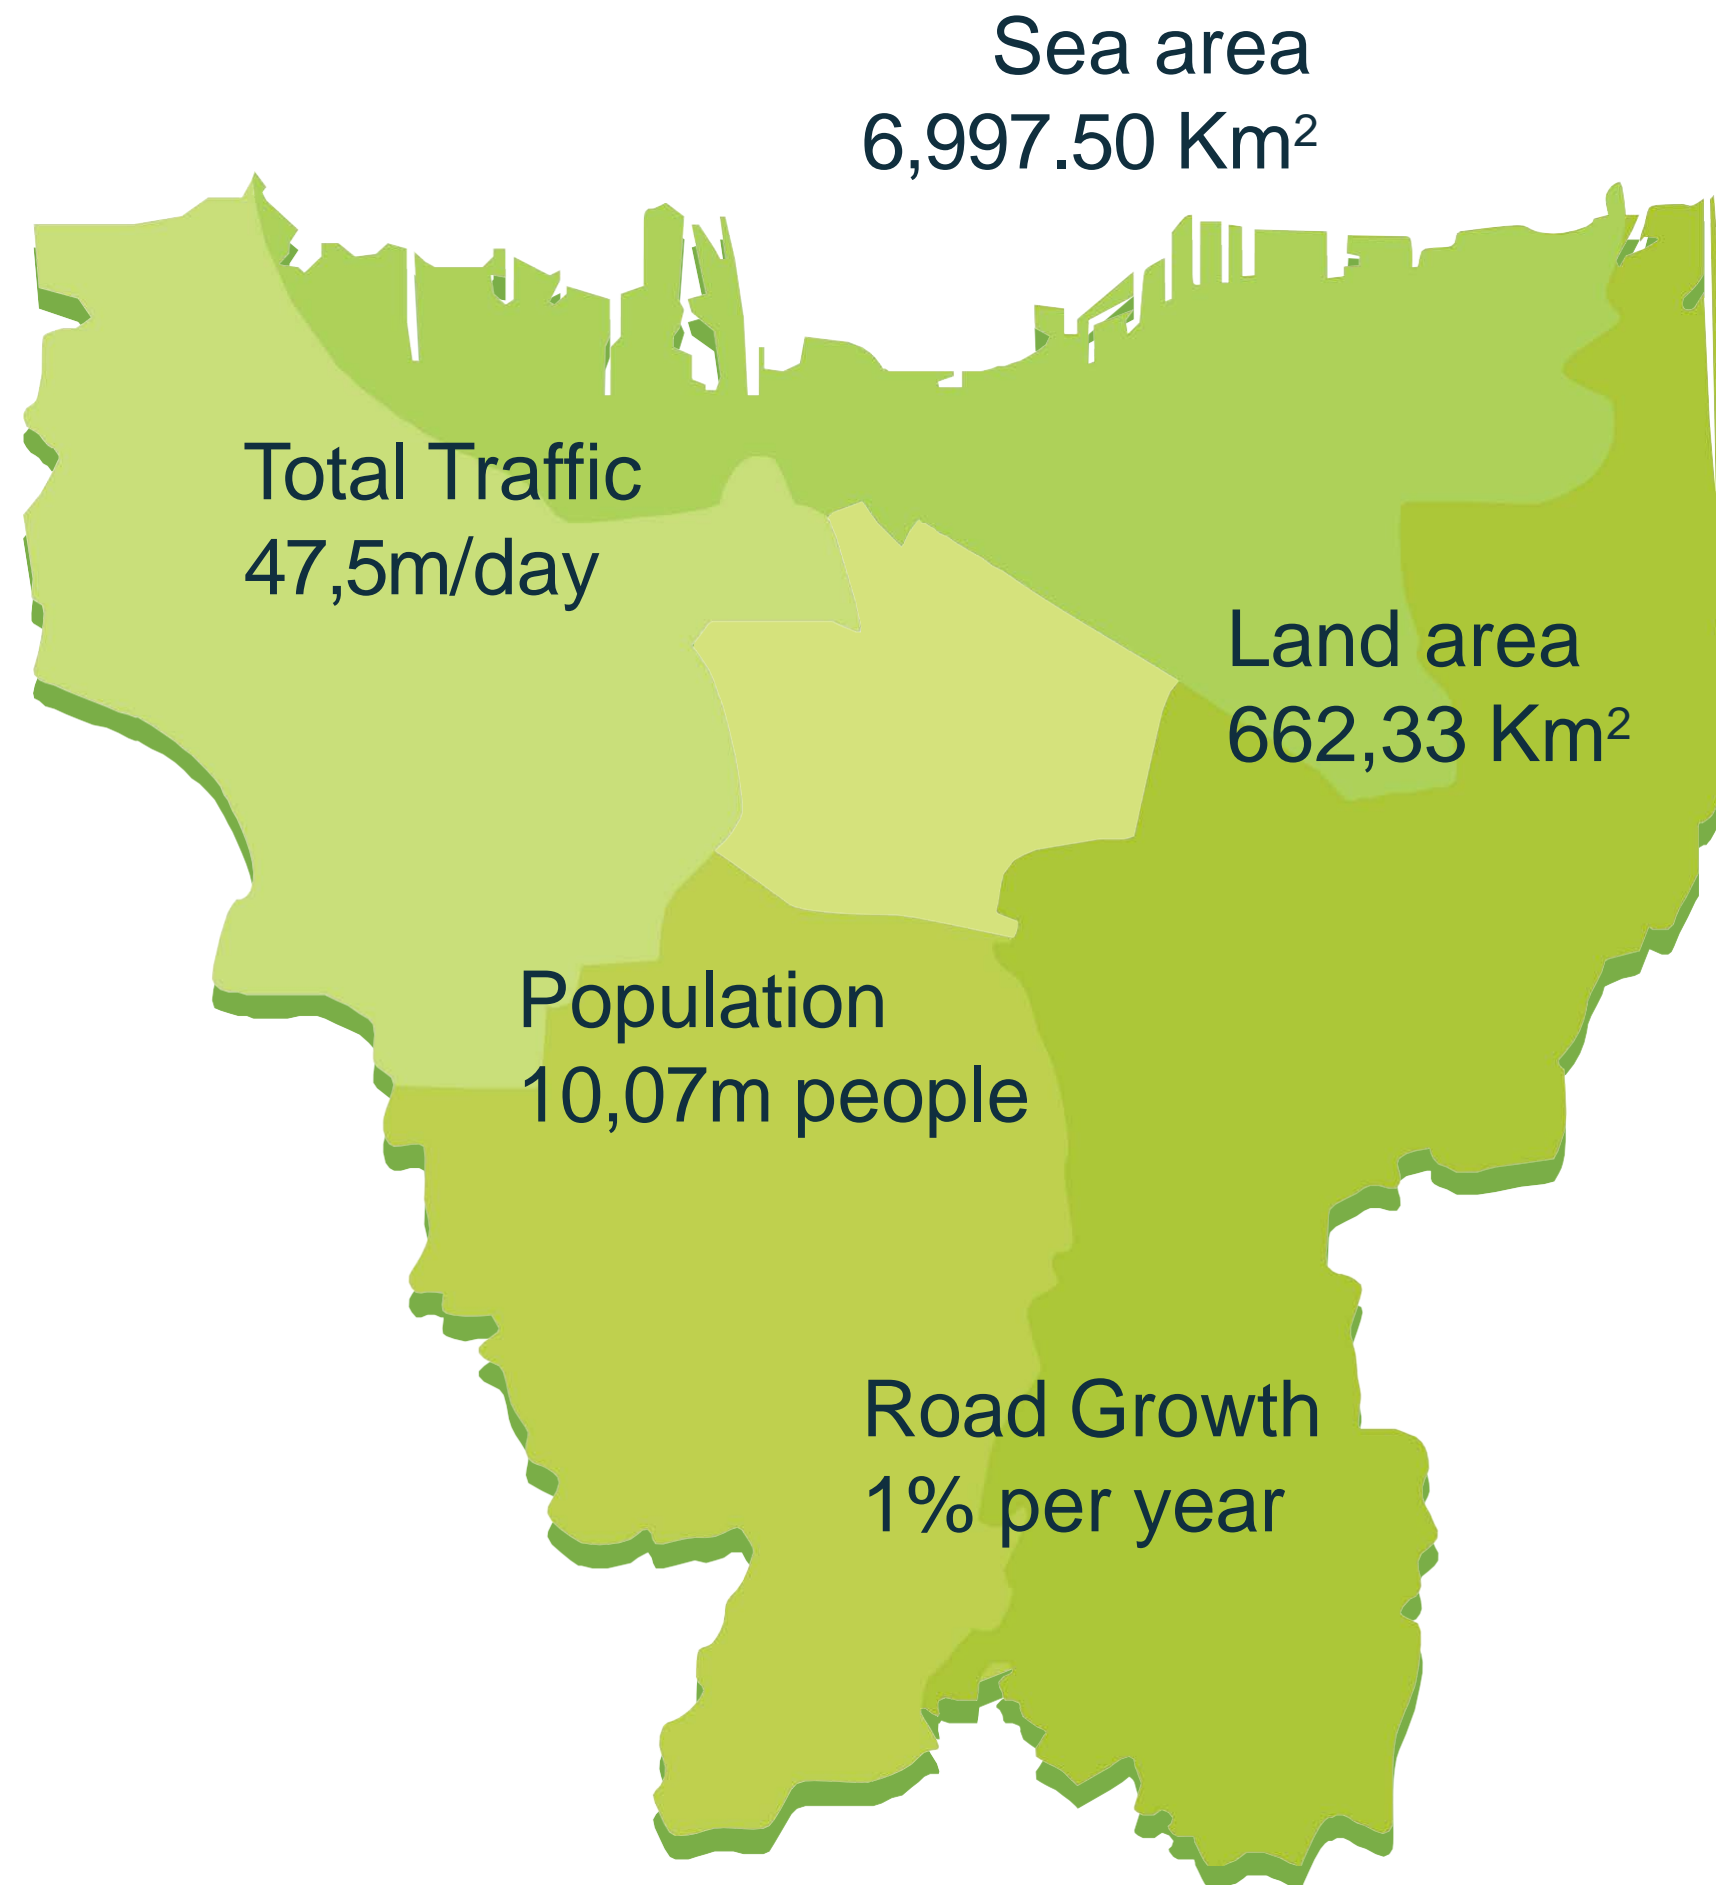 Sea area
6,997.50 Km²
Total Traffic
47,5m/day
Land area
662,33 Km²
Population
10,07m people
Road Growth
1% per year